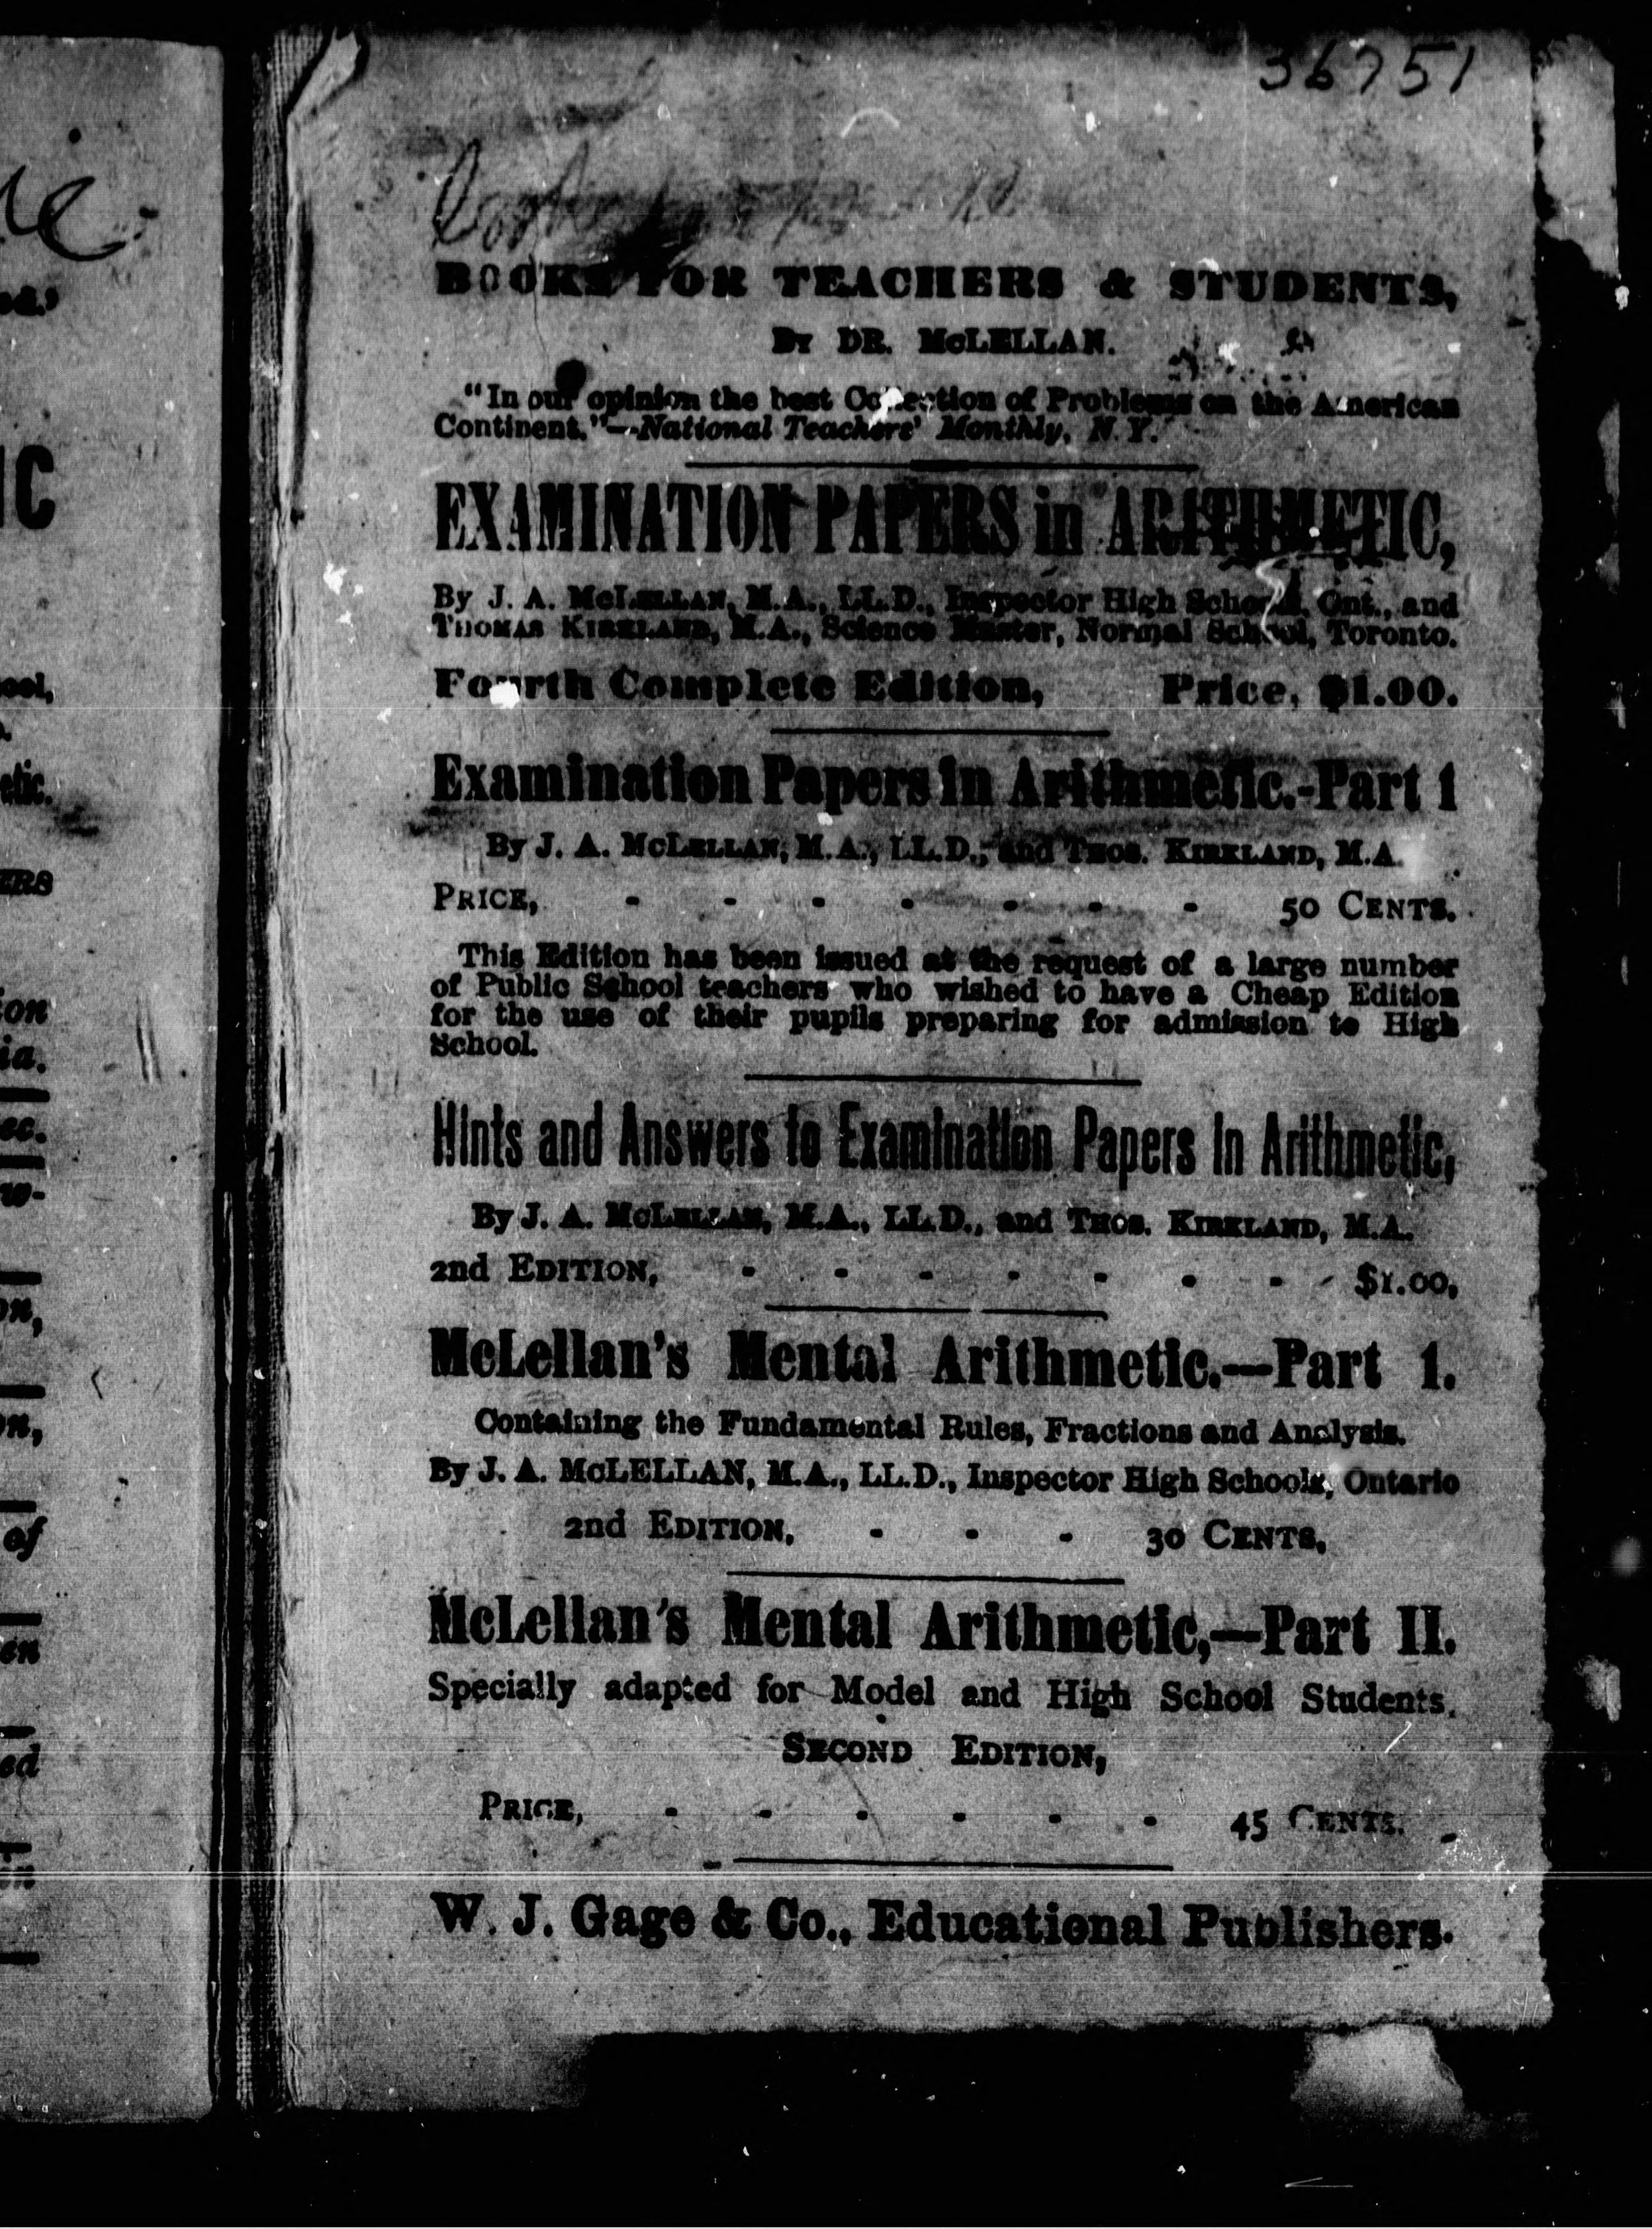 36751
BOOKS FOR TEACHERS & STUDENTS,
BY DR. McLELLAN.
"In our opinion the best Collection of Problems on the American
Continent."—National Teachers' Monthly, N. Y.
EXAMINATION PAPERS in ARITHMETIC,
By J. A. McLELLAN, M.A., LL.D., Inspector High Schools, Ont., and
THOMAS KIRKLAND, M.A., Science Master, Normal School, Toronto.
Fourth Complete Edition, Price, $1.00.
Examination Papers in Arithmetic.-Part 1
By J. A. McLELLAN, M.A., LL.D., and THOS. KIRKLAND, M.A.
PRICE, - - - - - - - 50 CENTS.
This Edition has been issued at the request of a large number
of Public School teachers who wished to have a Cheap Edition
for the use of their pupils preparing for admission to High
School.
Hints and Answers to Examination Papers in Arithmetic,
By J. A. McLELLAN, M.A., LL.D., and THOS. KIRKLAND, M.A.
2nd EDITION, - - - - - - - $1.00,
McLellan's Mental Arithmetic.—Part 1.
Containing the Fundamental Rules, Fractions and Analysis.
By J. A. McLELLAN, M.A., LL.D., Inspector High Schools, Ontario
2nd EDITION, - - - 30 CENTS,
McLellan's Mental Arithmetic,—Part II.
Specially adapted for Model and High School Students.
SECOND EDITION,
PRICE, - - - - - - 45 CENTS.
W. J. Gage & Co., Educational Publishers.